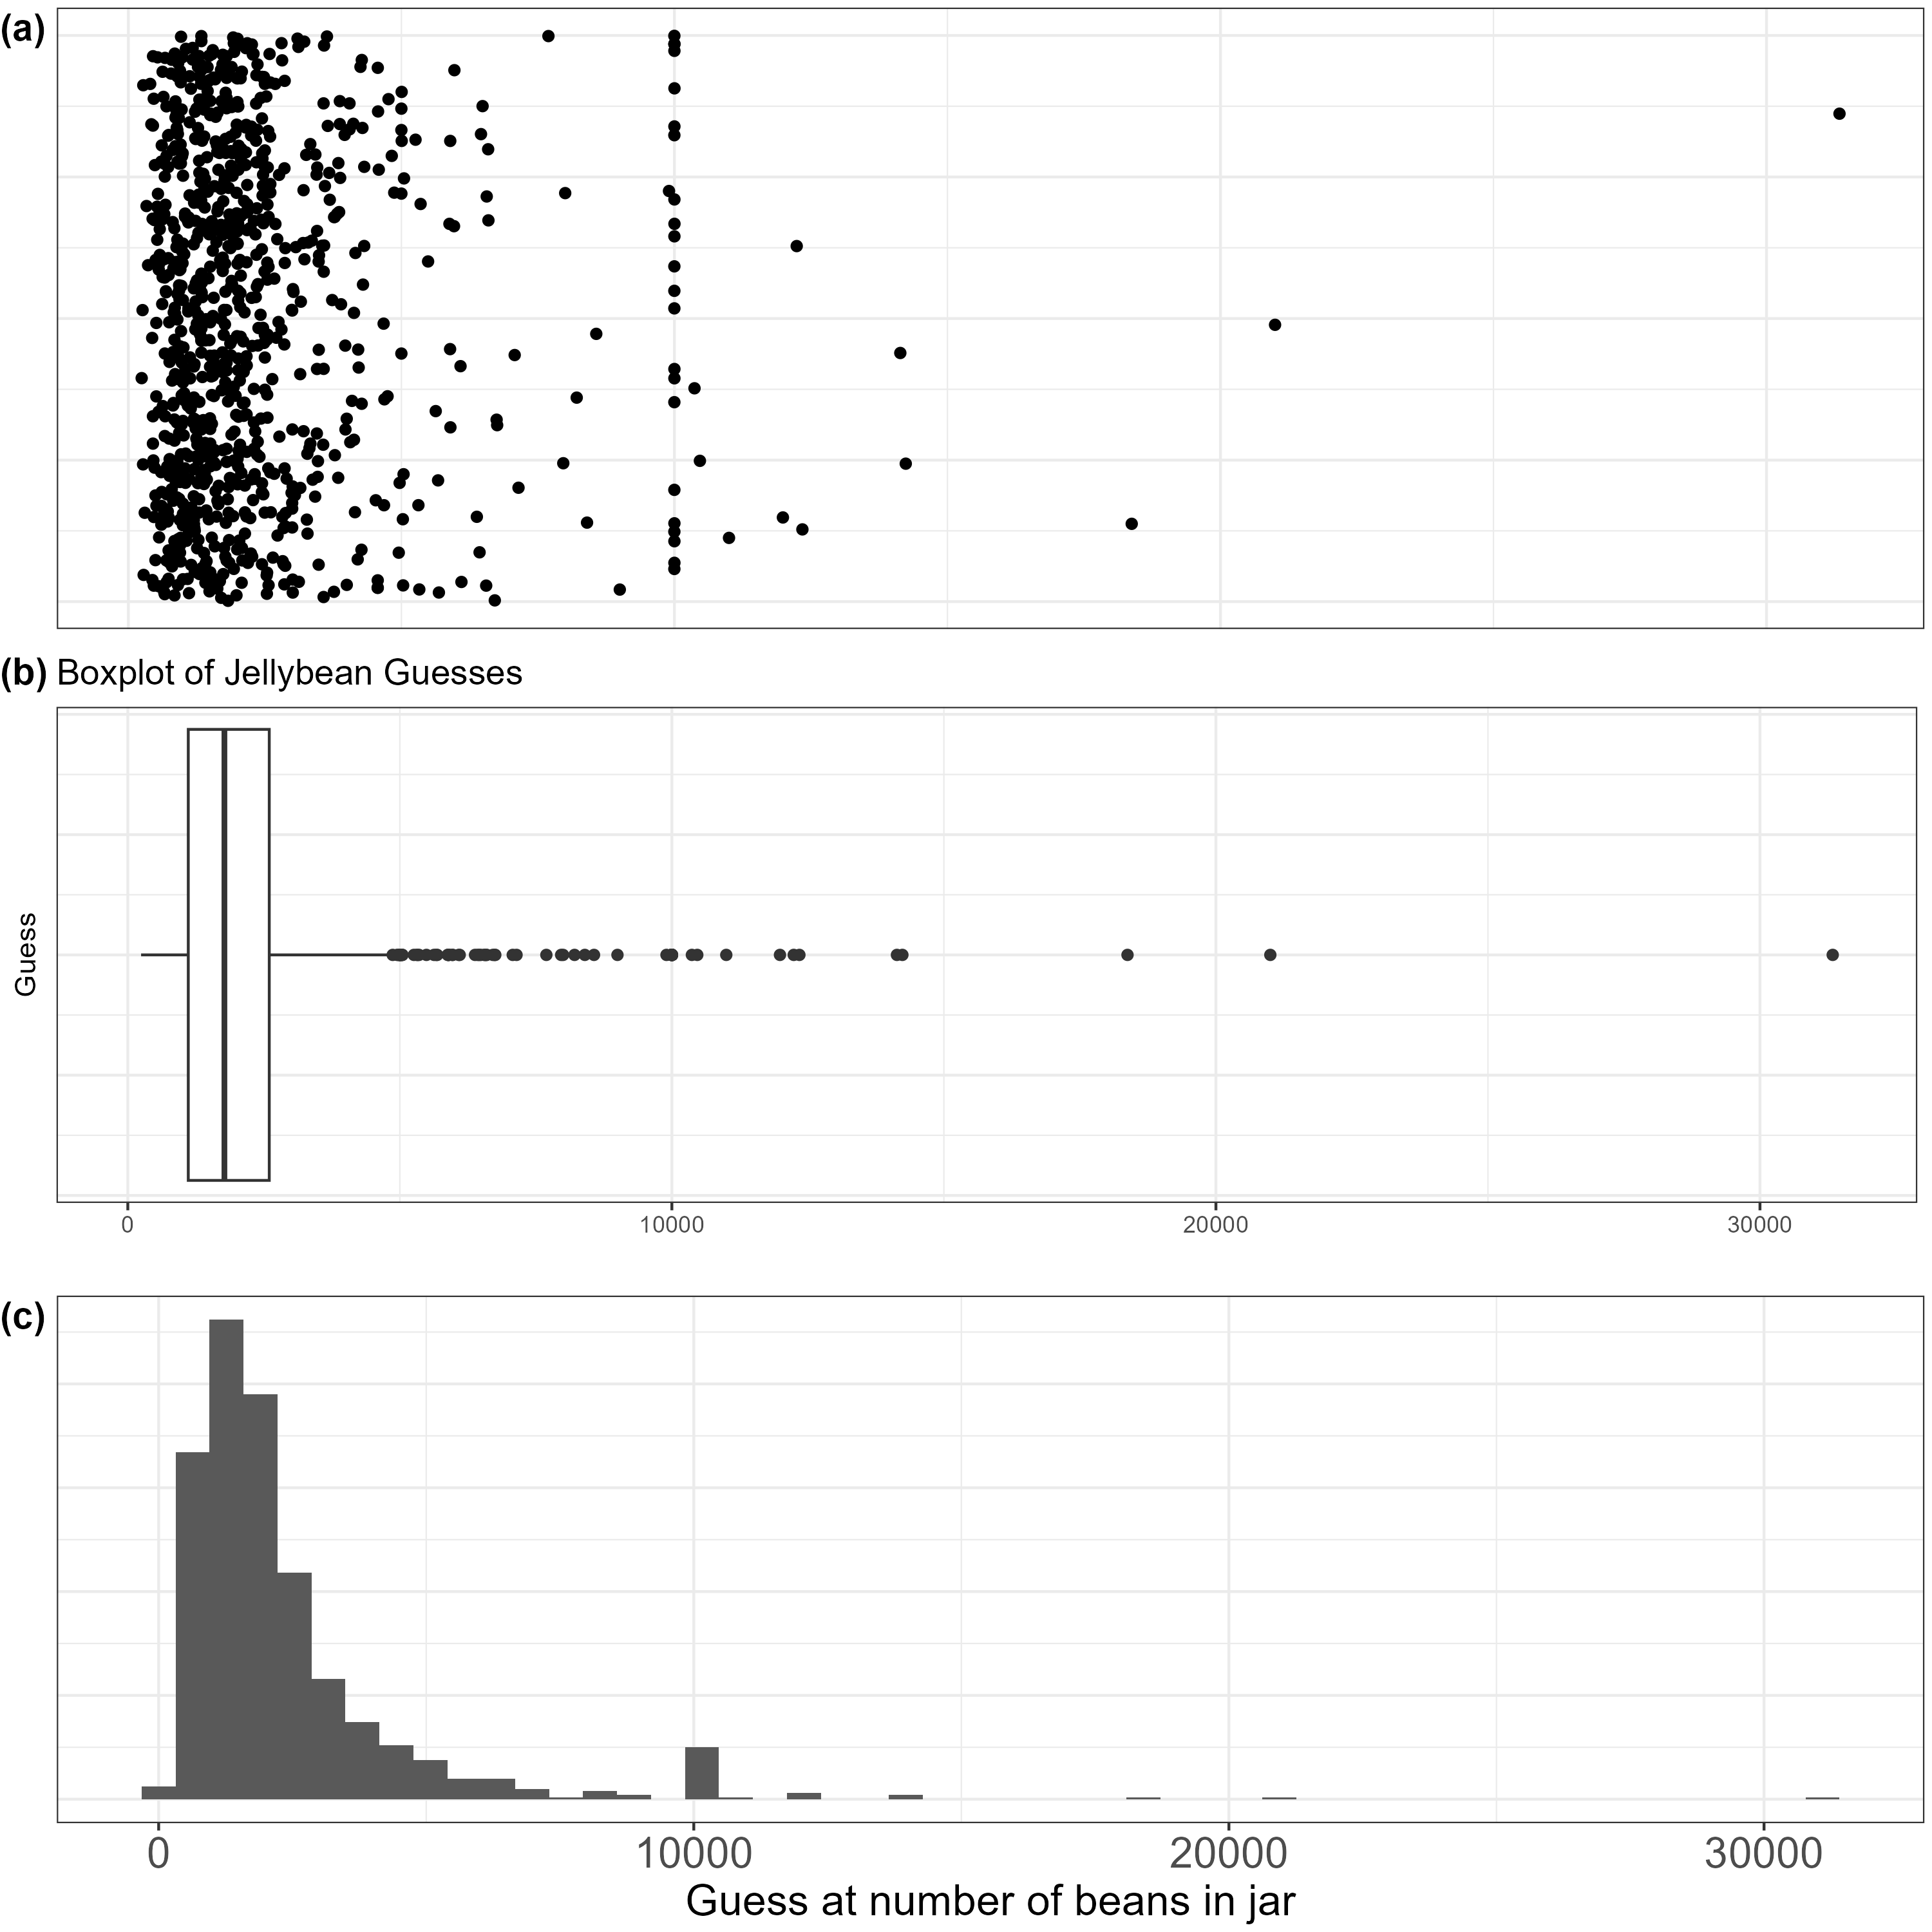 (a)
(b) Boxplot of Jellybean Guesses
Guess
0 10000 20000 30000
(c)
0 10000 20000 30000
Guess at number of beans in jar